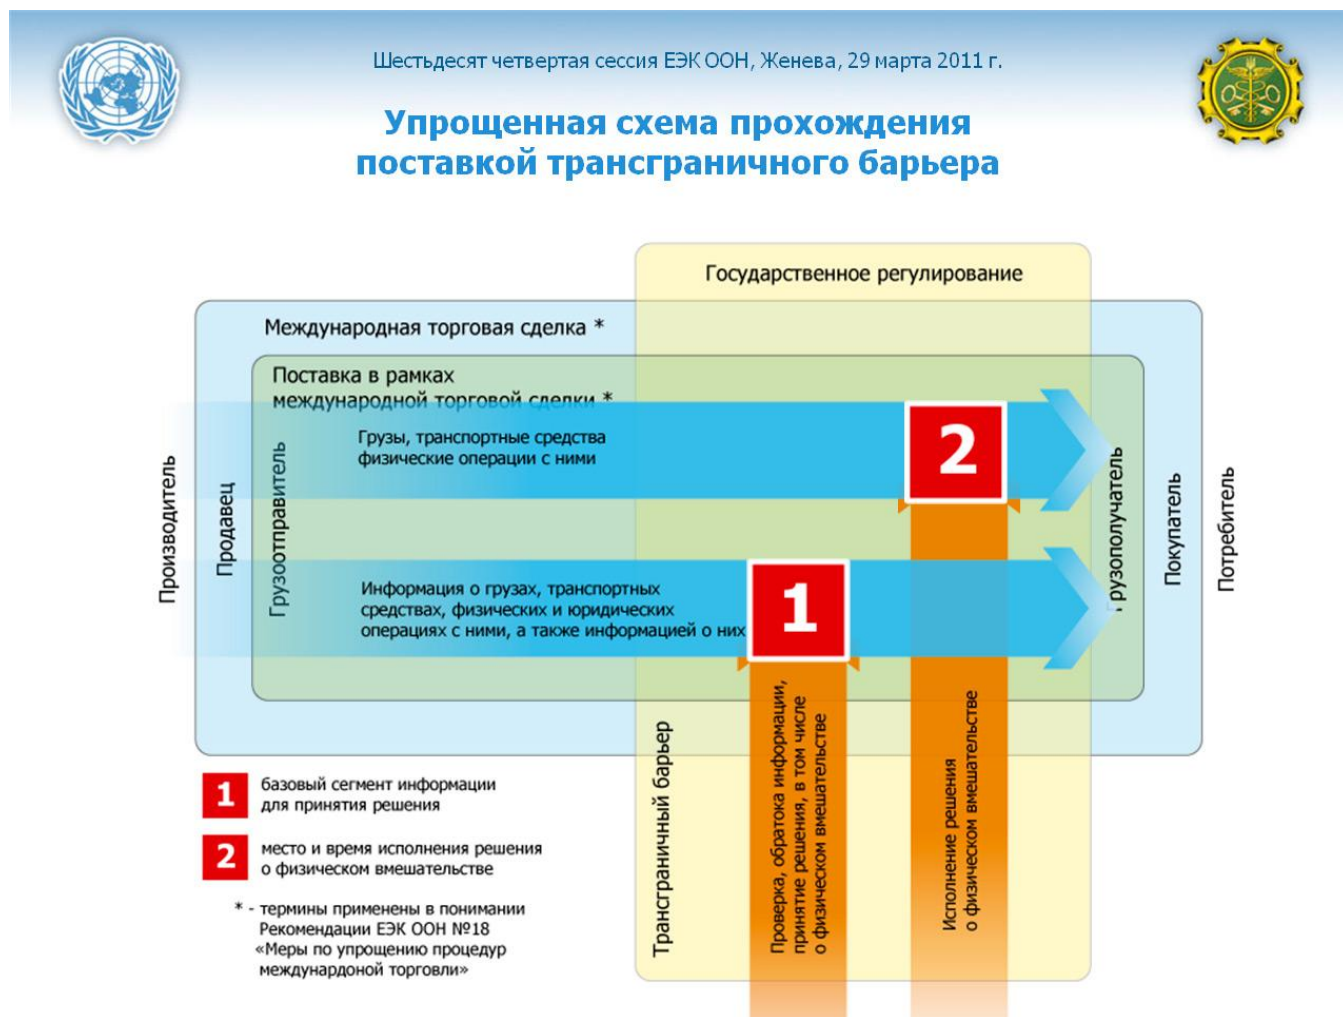 Шестьдесят четвертая сессия ЕЭК ООН, Женева, 29 марта 2011 г.
Упрощенная схема прохождения
поставкой трансграничного барьера
Государственное регулирование
Международная торговая сделка *
Поставка в рамках
международной торговой сделки *
Грузы, транспортные средства
физические операции с ними
2
Производитель
Продавец
Грузоотправитель
Грузополучатель
Покупатель
Потребитель
Информация о грузах, транспортных
средствах, физических и юридических
операциях с ними, а также информацией о них
1
Трансграничный барьер
Проверка, обратока информации,
принятие решения, в том числе
о физическом вмешательстве
Исполнение решения
о физическом вмешательстве
1
базовый сегмент информации
для принятия решения
2
место и время исполнения решения
о физическом вмешательстве
* - термины применены в понимании
Рекомендации ЕЭК ООН №18
«Меры по упрощению процедур
междунардоной торговли»